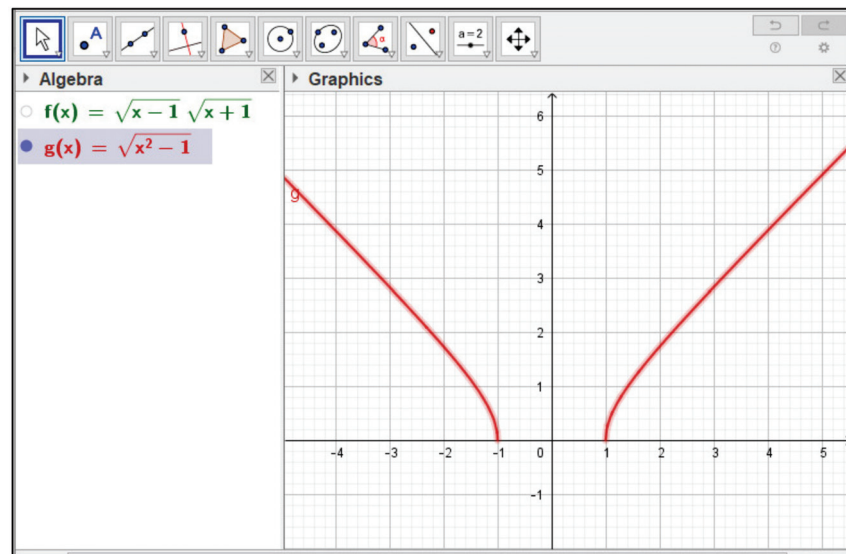 A
α
a = 2
Algebra
Graphics
f(x) = √(x − 1) √(x + 1)
g(x) = √(x² − 1)
g
6
5
4
3
2
1
-4 -3 -2 -1 0 1 2 3 4 5
-1